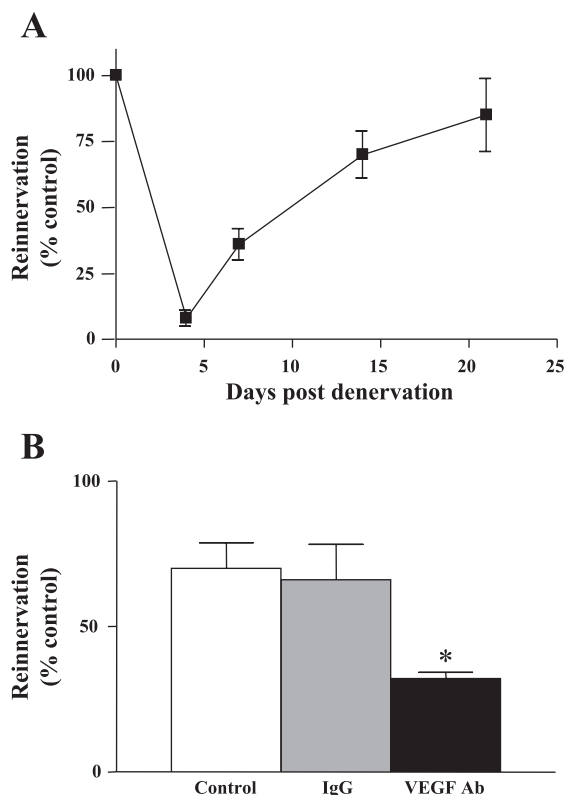 A
Reinnervation
(% control)
100
75
50
25
0
0 5 10 15 20 25
Days post denervation
B
Reinnervation
(% control)
100
50
0
*
Control IgG VEGF Ab